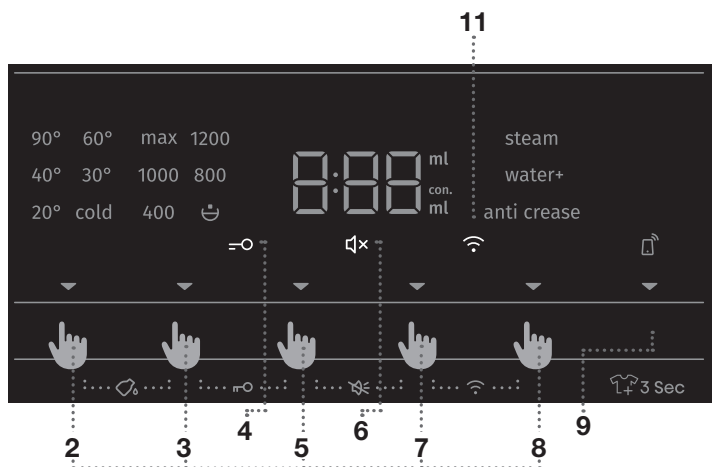 11
90° 60° max 1200 steam
8:88 ml
40° 30° 1000 800 water+
con.
20° cold 400 ml anti crease
3 Sec
4 6 9
2 3 5 7 8